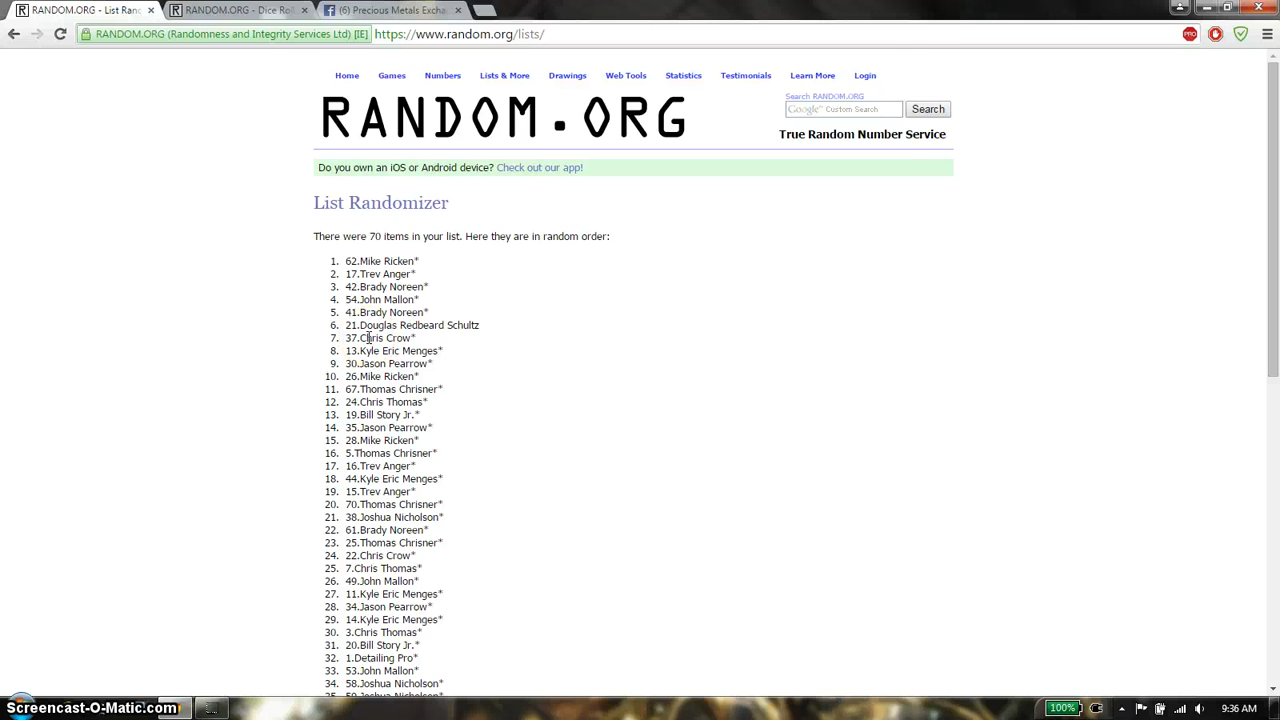 RANDOM.ORG - List Ran
RANDOM.ORG - Dice Rol
(6) Precious Metals Excha
RANDOM.ORG (Randomness and Integrity Services Ltd) [IE]
https://www.random.org/lists/
Home Games Numbers Lists & More Drawings Web Tools Statistics Testimonials Learn More Login
Search RANDOM.ORG
RANDOM.ORG
Google™ Custom Search
Search
True Random Number Service
Do you own an iOS or Android device? Check out our app!
List Randomizer
There were 70 items in your list. Here they are in random order:
1. 62.Mike Ricken*
2. 17.Trev Anger*
3. 42.Brady Noreen*
4. 54.John Mallon*
5. 41.Brady Noreen*
6. 21.Douglas Redbeard Schultz
7. 37.Chris Crow*
8. 13.Kyle Eric Menges*
9. 30.Jason Pearrow*
10. 26.Mike Ricken*
11. 67.Thomas Chrisner*
12. 24.Chris Thomas*
13. 19.Bill Story Jr.*
14. 35.Jason Pearrow*
15. 28.Mike Ricken*
16. 5.Thomas Chrisner*
17. 16.Trev Anger*
18. 44.Kyle Eric Menges*
19. 15.Trev Anger*
20. 70.Thomas Chrisner*
21. 38.Joshua Nicholson*
22. 61.Brady Noreen*
23. 25.Thomas Chrisner*
24. 22.Chris Crow*
25. 7.Chris Thomas*
26. 49.John Mallon*
27. 11.Kyle Eric Menges*
28. 34.Jason Pearrow*
29. 14.Kyle Eric Menges*
30. 3.Chris Thomas*
31. 20.Bill Story Jr.*
32. 1.Detailing Pro*
33. 53.John Mallon*
34. 58.Joshua Nicholson*
Screencast-O-Matic.com
100%
9:36 AM